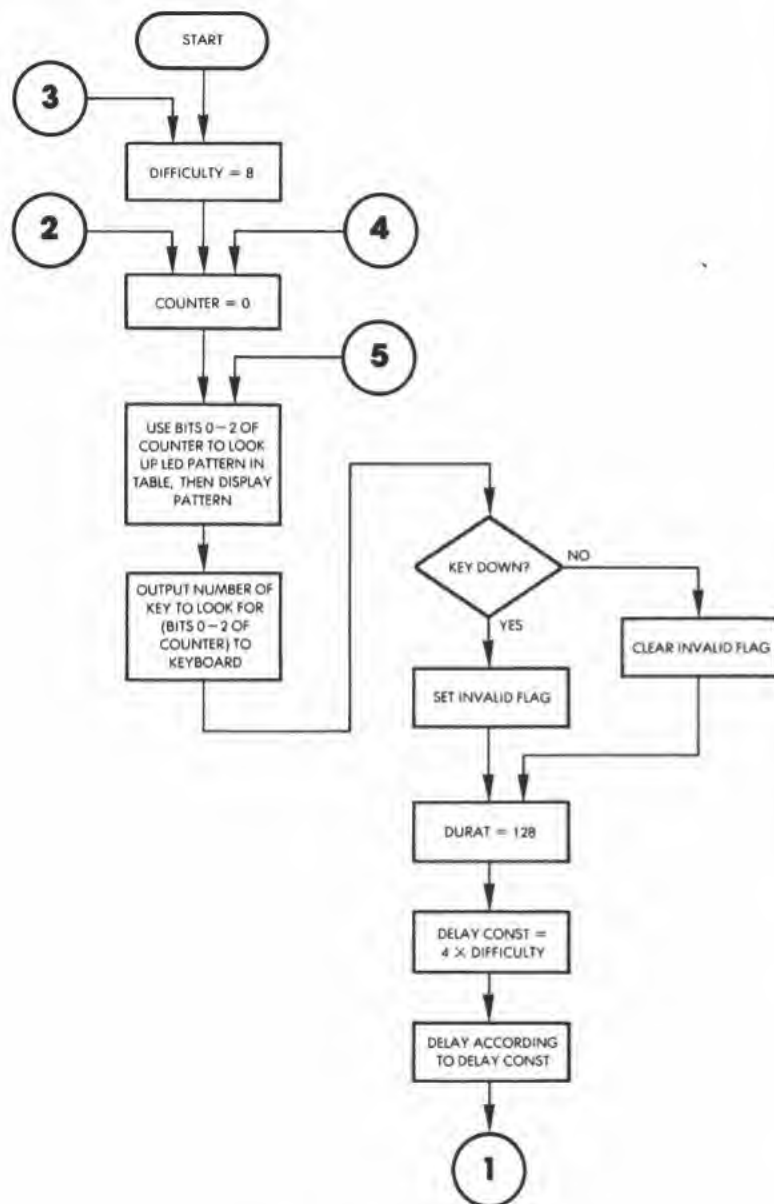 START
3
DIFFICULTY = 8
2
4
COUNTER = 0
5
USE BITS 0–2 OF
COUNTER TO LOOK
UP LED PATTERN IN
TABLE, THEN DISPLAY
PATTERN
OUTPUT NUMBER OF
KEY TO LOOK FOR
(BITS 0–2 OF
COUNTER) TO
KEYBOARD
KEY DOWN?
NO
YES
CLEAR INVALID FLAG
SET INVALID FLAG
DURAT = 128
DELAY CONST =
4 × DIFFICULTY
DELAY ACCORDING
TO DELAY CONST
1